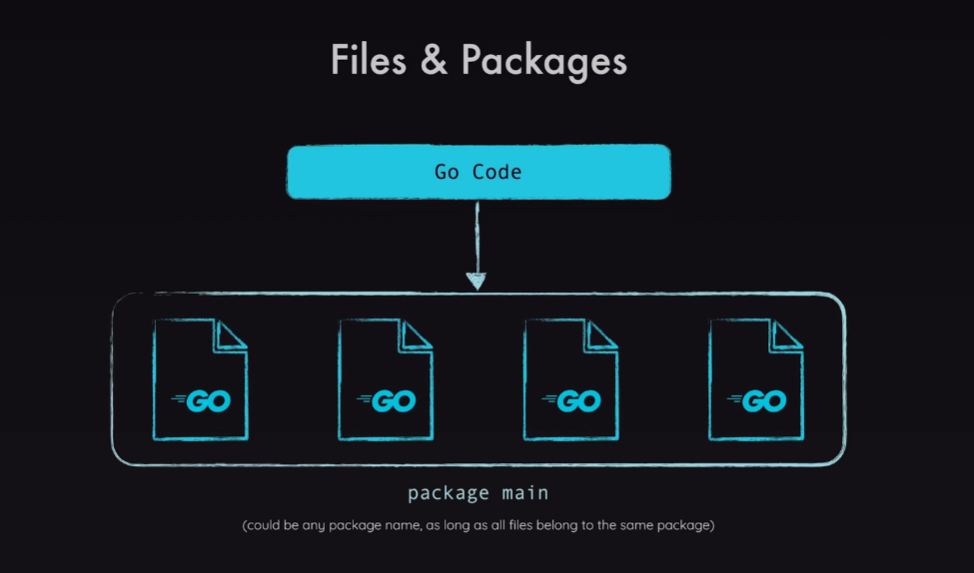 Files & Packages
Go Code
GO GO GO GO
package main
(could be any package name, as long as all files belong to the same package)